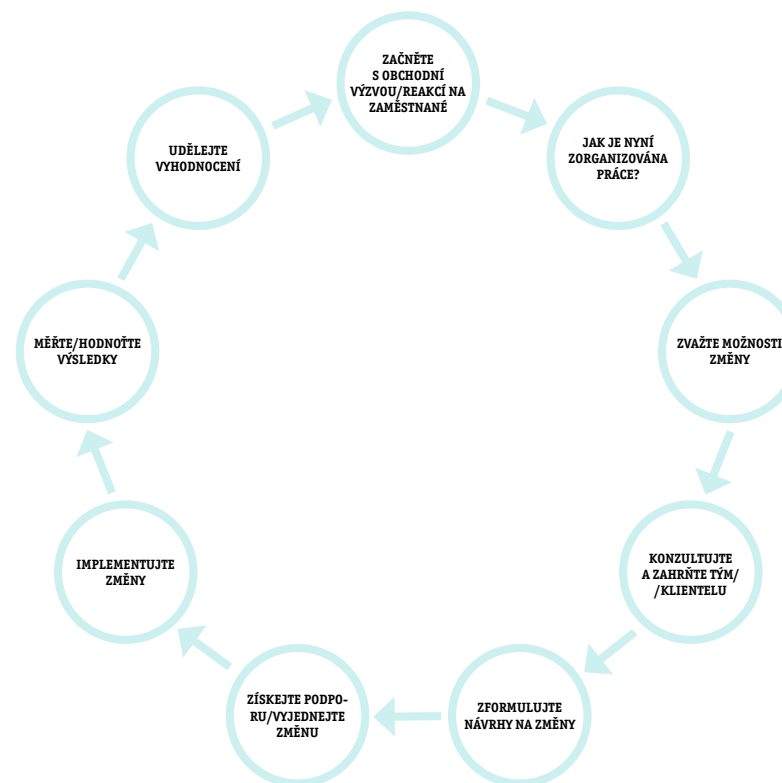 ZAČNĚTE
S OBCHODNÍ
VÝZVOU/REAKCÍ NA
ZAMĚSTNANÉ
JAK JE NYNÍ
ZORGANIZOVÁNA
PRÁCE?
ZVAŽTE MOŽNOSTI
ZMĚNY
KONZULTUJTE
A ZAHRŇTE TÝM/
/KLIENTELU
ZFORMULUJTE
NÁVRHY NA ZMĚNY
ZÍSKEJTE PODPO-
RU/VYJEDNEJTE
ZMĚNU
IMPLEMENTUJTE
ZMĚNY
MĚŘTE/HODNOŤTE
VÝSLEDKY
UDĚLEJTE
VYHODNOCENÍ